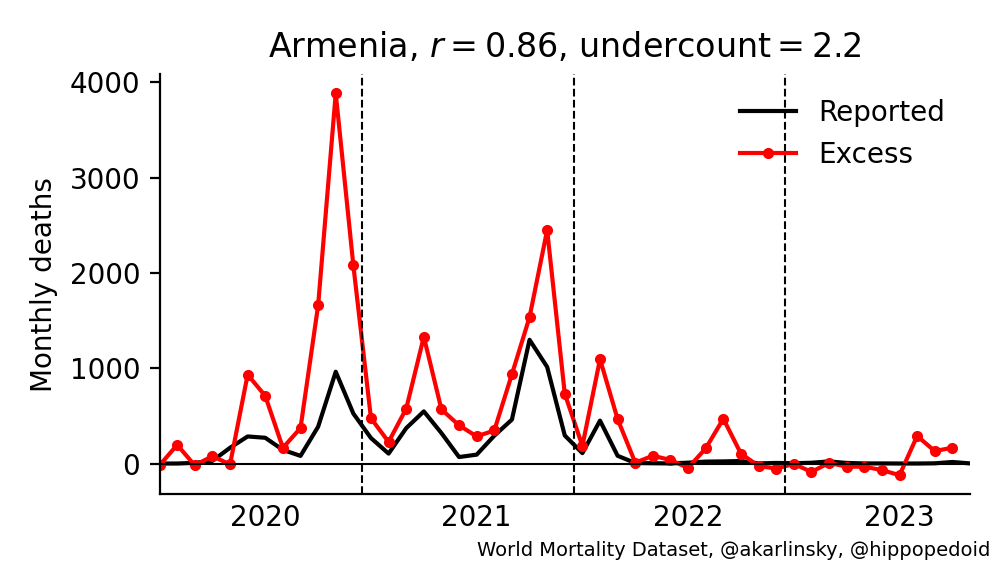 Armenia, r = 0.86, undercount = 2.2
Reported
Excess
Monthly deaths
4000
3000
2000
1000
0
2020 2021 2022 2023
World Mortality Dataset, @akarlinsky, @hippopedoid